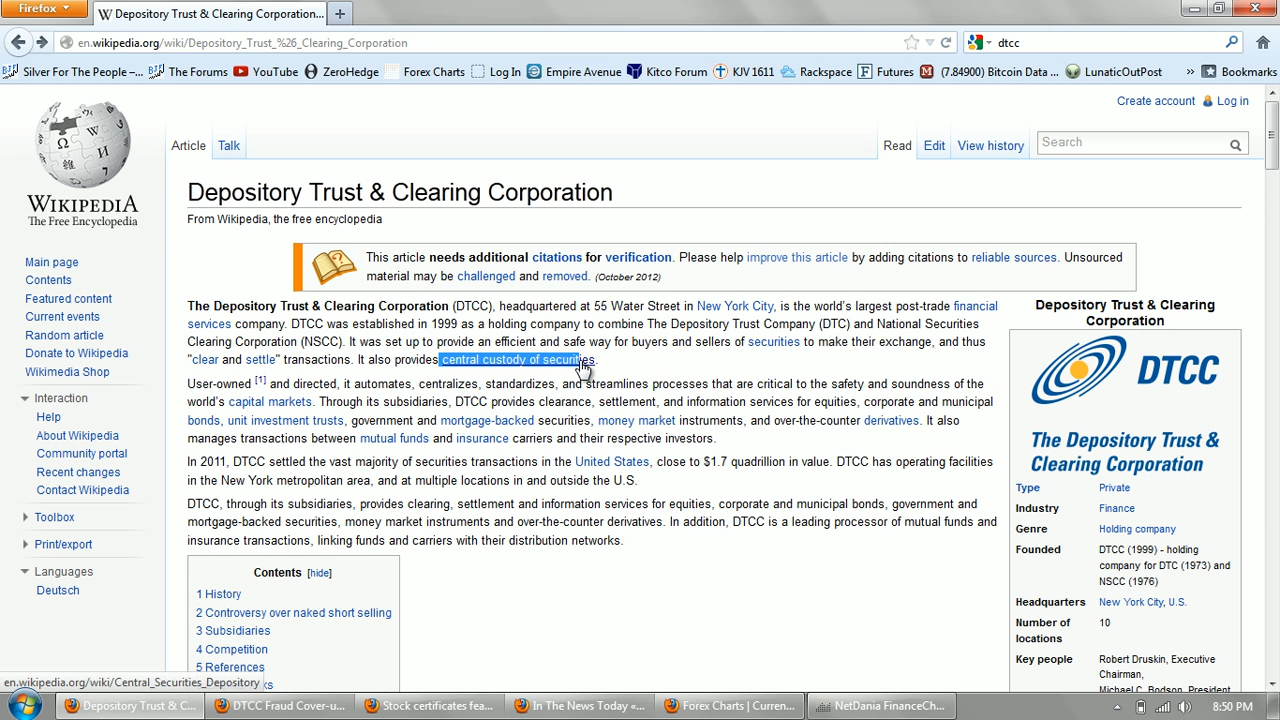 Firefox
Depository Trust & Clearing Corporation...
en.wikipedia.org/wiki/Depository_Trust_%26_Clearing_Corporation
dtcc
Silver For The People –... The Forums YouTube ZeroHedge Forex Charts Log In Empire Avenue Kitco Forum KJV 1611 Rackspace Futures (7.84900) Bitcoin Data ... LunaticOutPost » Bookmarks
Create account Log in
Article Talk Read Edit View history Search
WIKIPEDIA
The Free Encyclopedia
Main page
Contents
Featured content
Current events
Random article
Donate to Wikipedia
Wikimedia Shop
Interaction
Help
About Wikipedia
Community portal
Recent changes
Contact Wikipedia
Toolbox
Print/export
Languages
Deutsch
Depository Trust & Clearing Corporation
From Wikipedia, the free encyclopedia
This article needs additional citations for verification. Please help improve this article by adding citations to reliable sources. Unsourced
material may be challenged and removed. (October 2012)
The Depository Trust & Clearing Corporation (DTCC), headquartered at 55 Water Street in New York City, is the world's largest post-trade financial
services company. DTCC was established in 1999 as a holding company to combine The Depository Trust Company (DTC) and National Securities
Clearing Corporation (NSCC). It was set up to provide an efficient and safe way for buyers and sellers of securities to make their exchange, and thus
"clear and settle" transactions. It also provides central custody of securities.
User-owned [1] and directed, it automates, centralizes, standardizes, and streamlines processes that are critical to the safety and soundness of the
world's capital markets. Through its subsidiaries, DTCC provides clearance, settlement, and information services for equities, corporate and municipal
bonds, unit investment trusts, government and mortgage-backed securities, money market instruments, and over-the-counter derivatives. It also
manages transactions between mutual funds and insurance carriers and their respective investors.
In 2011, DTCC settled the vast majority of securities transactions in the United States, close to $1.7 quadrillion in value. DTCC has operating facilities
in the New York metropolitan area, and at multiple locations in and outside the U.S.
DTCC, through its subsidiaries, provides clearing, settlement and information services for equities, corporate and municipal bonds, government and
mortgage-backed securities, money market instruments and over-the-counter derivatives. In addition, DTCC is a leading processor of mutual funds and
insurance transactions, linking funds and carriers with their distribution networks.
Contents [hide]
1 History
2 Controversy over naked short selling
3 Subsidiaries
4 Competition
5 References
Depository Trust & Clearing
Corporation
DTCC
The Depository Trust &
Clearing Corporation
Type Private
Industry Finance
Genre Holding company
Founded DTCC (1999) - holding
company for DTC (1973) and
NSCC (1976)
Headquarters New York City, U.S.
Number of 10
locations
Key people Robert Druskin, Executive
Chairman,
Michael C. Bodson, President
en.wikipedia.org/wiki/Central_Securities_Depository
Depository Trust & C... DTCC Fraud Cover-u... Stock certificates fea... In The News Today «... Forex Charts | Curren... NetDania FinanceCh... 8:50 PM